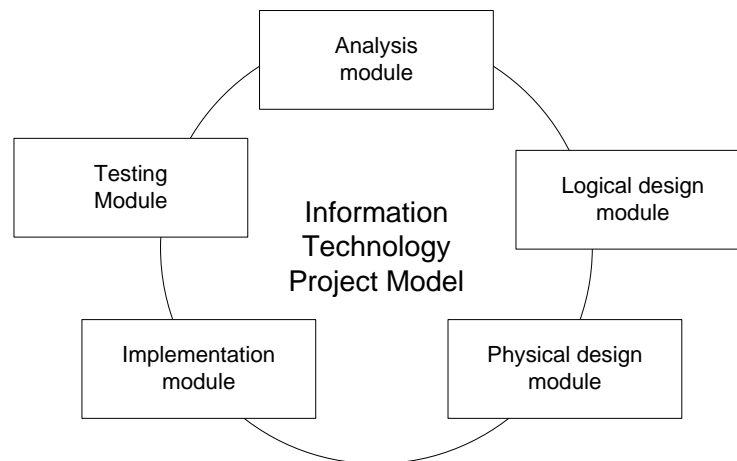 Analysis
module
Testing
Module
Logical design
module
Information
Technology
Project Model
Implementation
module
Physical design
module